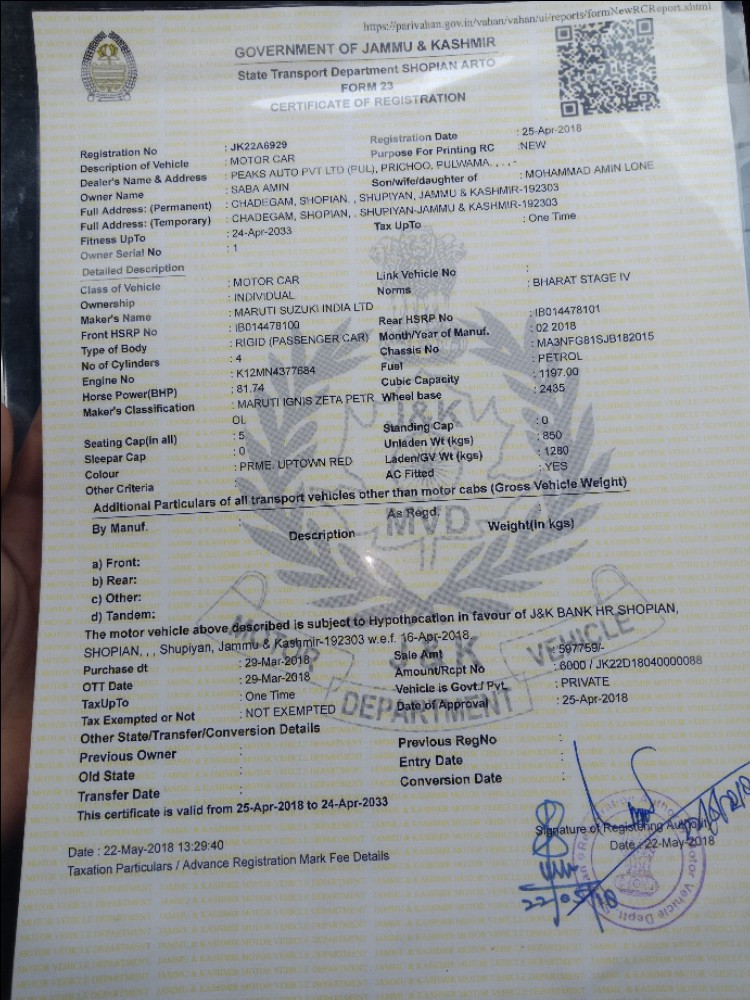 https://parivahan.gov.in/vahan/vahan/ui/reports/formNewRCReport.xhtml
GOVERNMENT OF JAMMU & KASHMIR
State Transport Department SHOPIAN ARTO
FORM 23
CERTIFICATE OF REGISTRATION
Registration No : JK22A6929 Registration Date : 25-Apr-2018
Description of Vehicle : MOTOR CAR Purpose For Printing RC : NEW
Dealer's Name & Address : PEAKS AUTO PVT LTD (PUL), PRICHOO, PULWAMA, , , -
Owner Name : SABA AMIN Son/wife/daughter of : MOHAMMAD AMIN LONE
Full Address: (Permanent) : CHADEGAM, SHOPIAN, , SHUPIYAN, JAMMU & KASHMIR-192303
Full Address: (Temporary) : CHADEGAM, SHOPIAN, , SHUPIYAN-JAMMU & KASHMIR-192303
Fitness UpTo : 24-Apr-2033 Tax UpTo : One Time
Owner Serial No : 1
Detailed Description
Class of Vehicle : MOTOR CAR Link Vehicle No :
Ownership : INDIVIDUAL Norms : BHARAT STAGE IV
Maker's Name : MARUTI SUZUKI INDIA LTD
Front HSRP No : IB014478100 Rear HSRP No : IB014478101
Type of Body : RIGID (PASSENGER CAR) Month/Year of Manuf. : 02 2018
No of Cylinders : 4 Chassis No : MA3NFG81SJB182015
Engine No : K12MN4377684 Fuel : PETROL
Horse Power(BHP) : 81.74 Cubic Capacity : 1197.00
Maker's Classification : MARUTI IGNIS ZETA PETR Wheel base : 2435
OL
Seating Cap(in all) : 5 Standing Cap : 0
Sleepar Cap : 0 Unladen Wt (kgs) : 850
Colour : PRME. UPTOWN RED Laden/GV Wt (kgs) : 1280
Other Criteria : AC Fitted : YES
Additional Particulars of all transport vehicles other than motor cabs (Gross Vehicle Weight)
By Manuf. : As Regd.
Description Weight(in kgs)
a) Front:
b) Rear:
c) Other:
d) Tandem:
The motor vehicle above described is subject to Hypothecation in favour of J&K BANK HR SHOPIAN,
SHOPIAN, , , Shupiyan, Jammu & Kashmir-192303 w.e.f. 16-Apr-2018.
Purchase dt : 29-Mar-2018 Sale Amt : 597759/-
OTT Date : 29-Mar-2018 Amount/Rcpt No : 6000 / JK22D18040000088
TaxUpTo : One Time Vehicle is Govt./ Pvt. : PRIVATE
Tax Exempted or Not : NOT EXEMPTED Date of Approval : 25-Apr-2018
Other State/Transfer/Conversion Details
Previous Owner : Previous RegNo :
Old State : Entry Date :
Transfer Date : Conversion Date :
This certificate is valid from 25-Apr-2018 to 24-Apr-2033
Signature of Registering Authority
Date : 22-May-2018 13:29:40 Date : 22-May-2018
Taxation Particulars / Advance Registration Mark Fee Details
22/05/18
J&K
MVD
MOTOR VEHICLE
J&K
DEPARTMENT